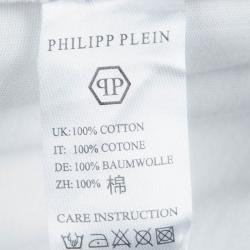 PHILIPP PLEIN
PP
UK: 100% COTTON
IT: 100% COTONE
DE: 100% BAUMWOLLE
ZH: 100% 棉
CARE INSTRUCTION